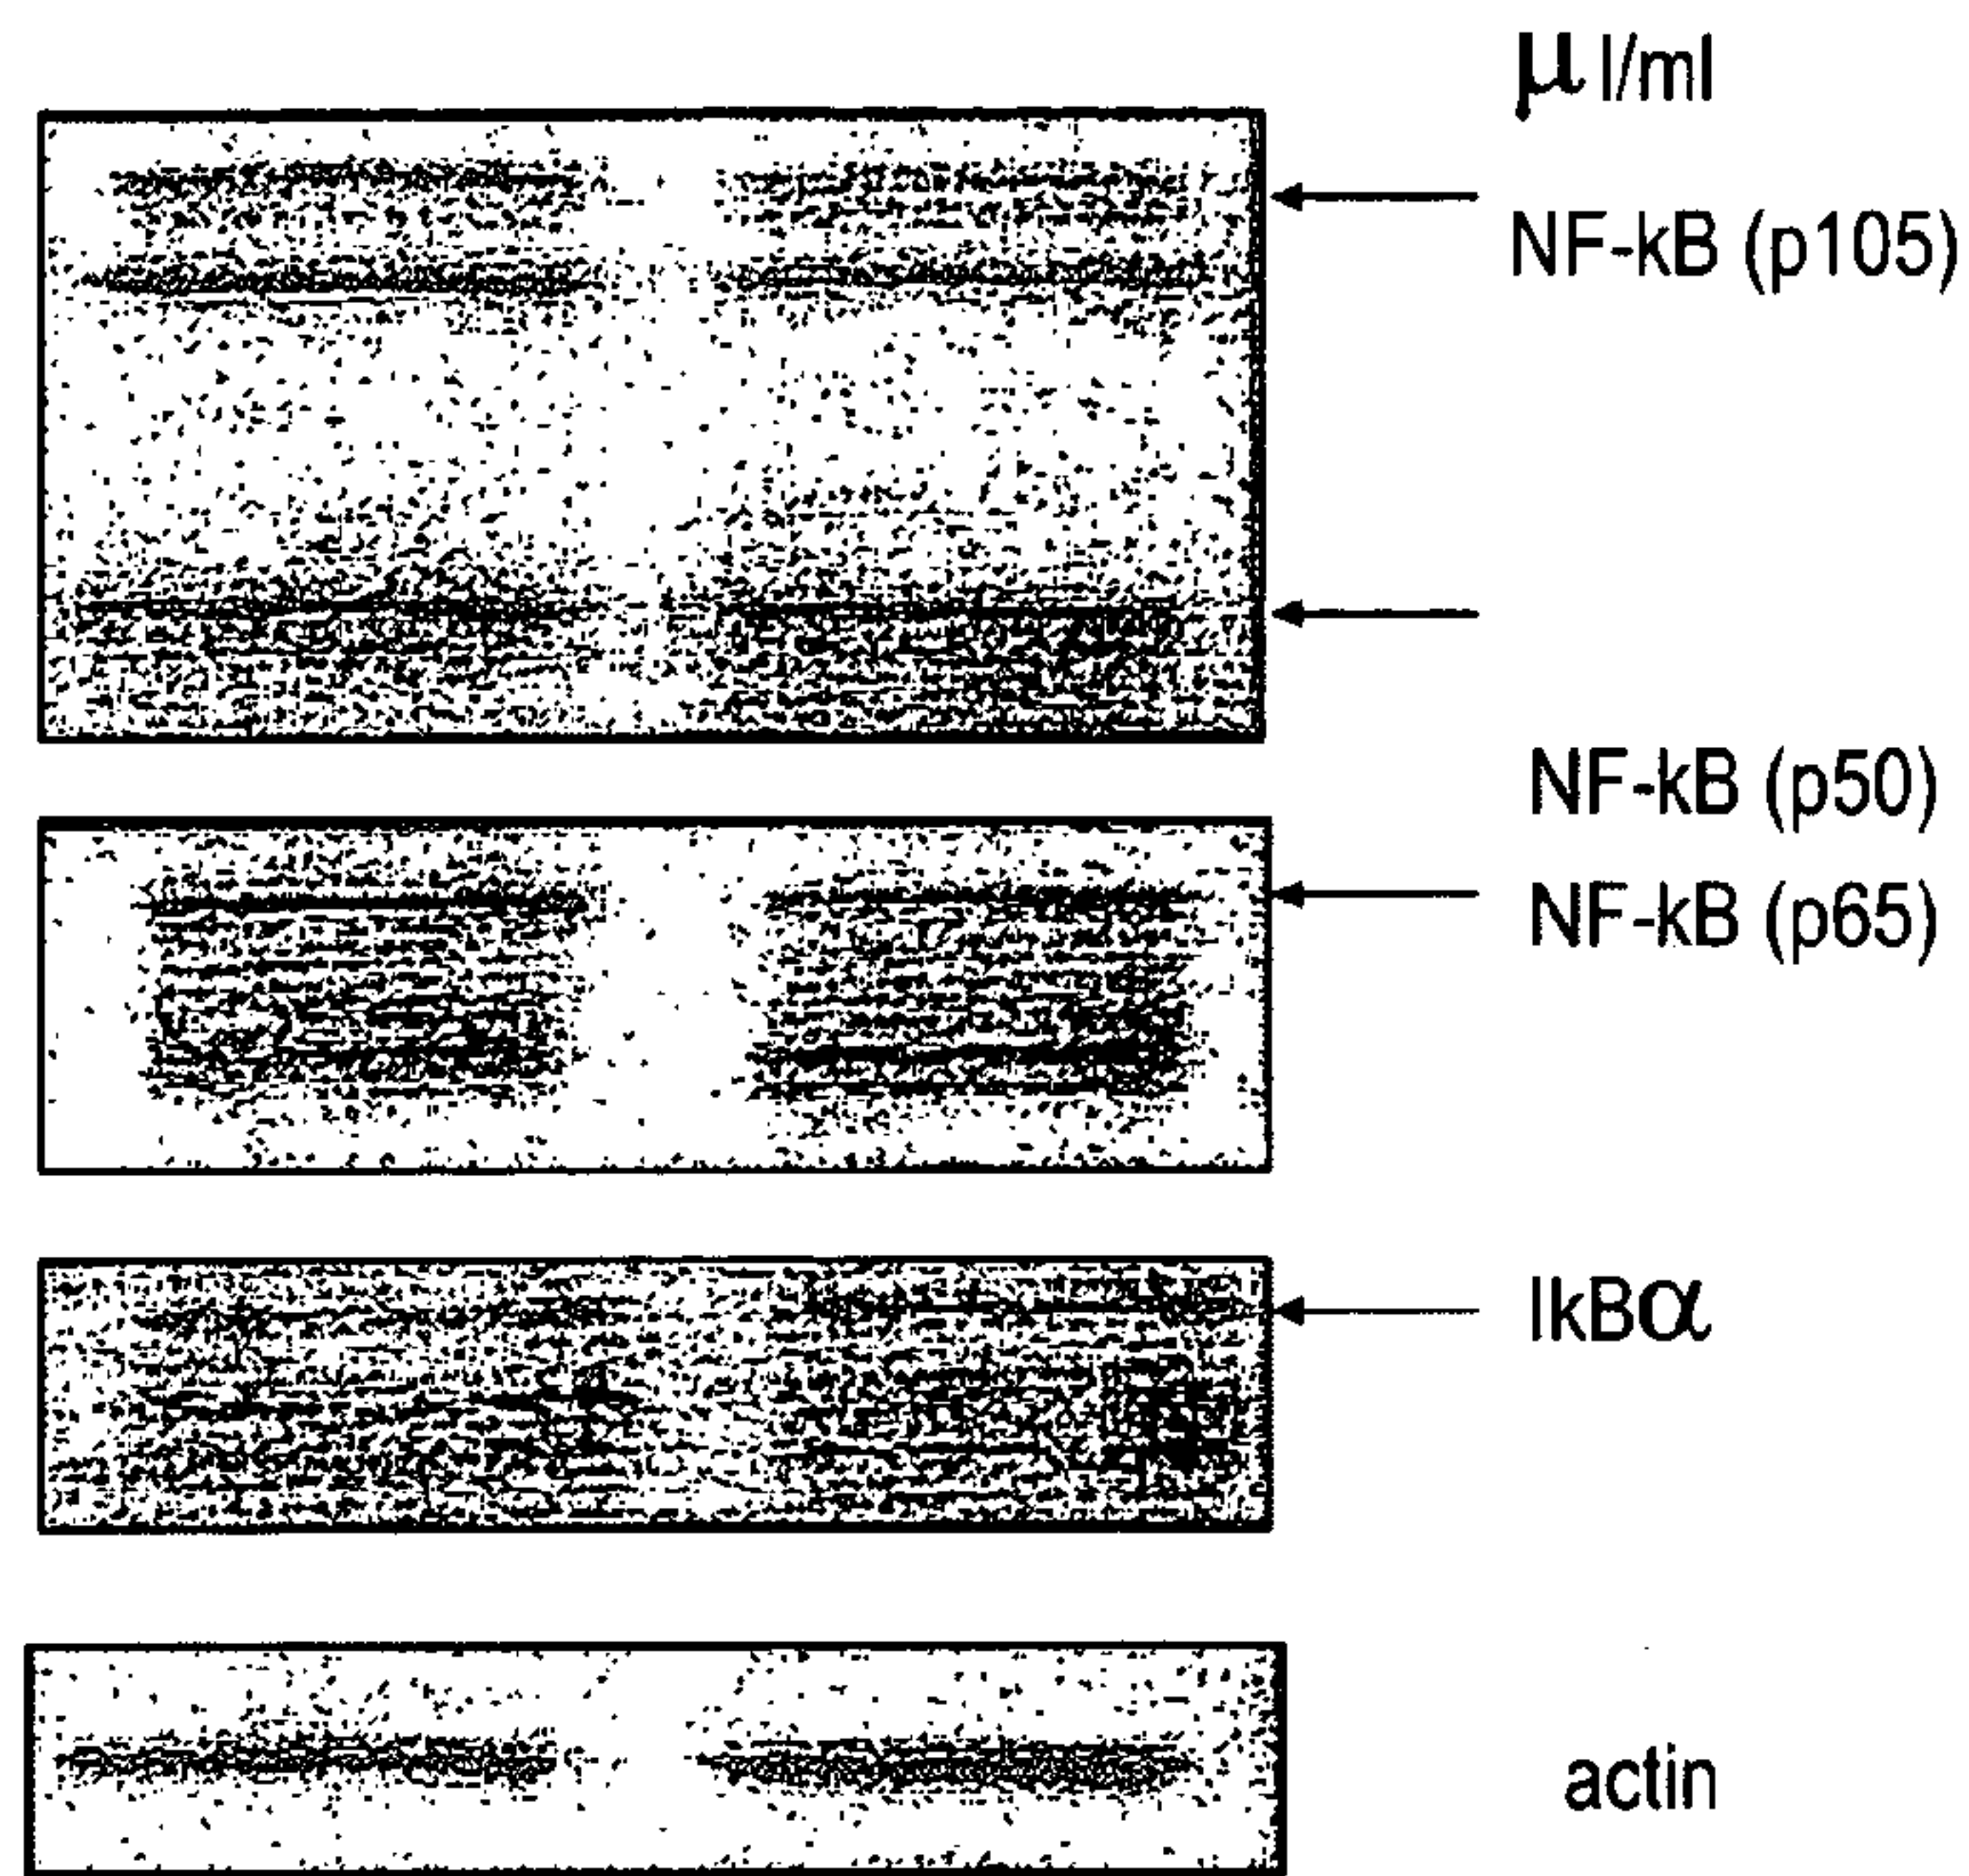 μl/ml
NF-kB (p105)
NF-kB (p50)
NF-kB (p65)
IkBα
actin